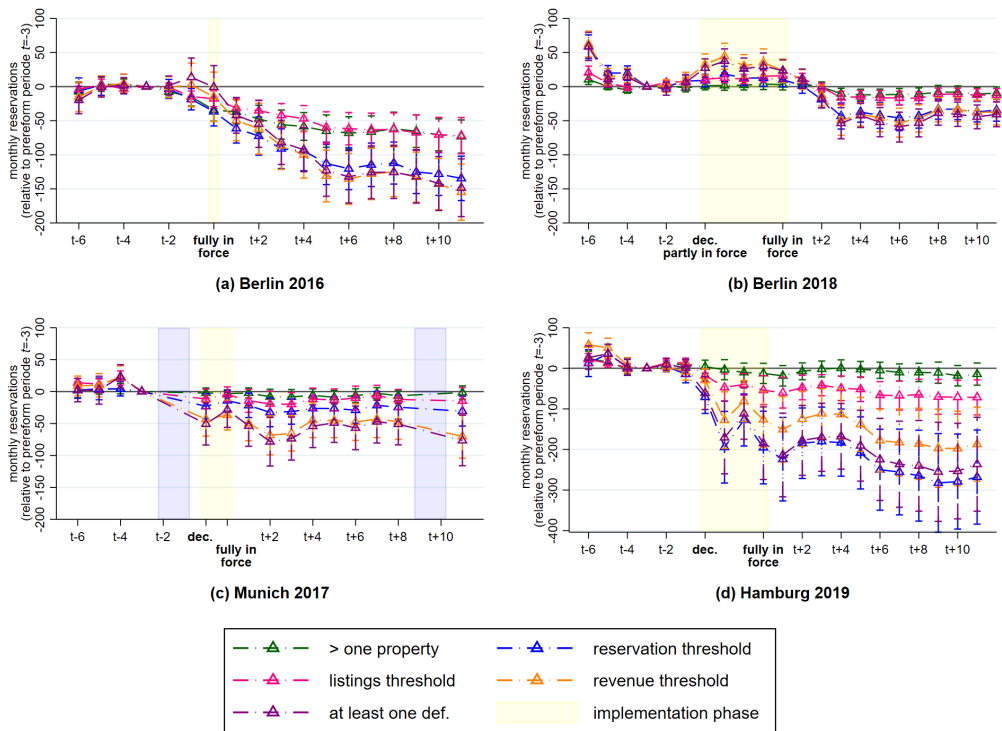 monthly reservations
(relative to prereform periode t=-3)
100
50
0
-50
-100
-150
-200
t-6
t-4
t-2
fully in
force
t+2
t+4
t+6
t+8
t+10
(a) Berlin 2016
monthly reservations
(relative to prereform periode t=-3)
100
50
0
-50
-100
-150
-200
t-6
t-4
t-2
dec.
partly in force
fully in
force
t+2
t+4
t+6
t+8
t+10
(b) Berlin 2018
monthly reservations
(relative to prereform periode t=-3)
100
50
0
-50
-100
-150
-200
t-6
t-4
t-2
dec.
fully in
force
t+2
t+4
t+6
t+8
t+10
(c) Munich 2017
monthly reservations
(relative to prereform periode t=-3)
100
0
-100
-200
-300
-400
t-6
t-4
t-2
dec.
fully in
force
t+2
t+4
t+6
t+8
t+10
(d) Hamburg 2019
> one property
reservation threshold
listings threshold
revenue threshold
at least one def.
implementation phase